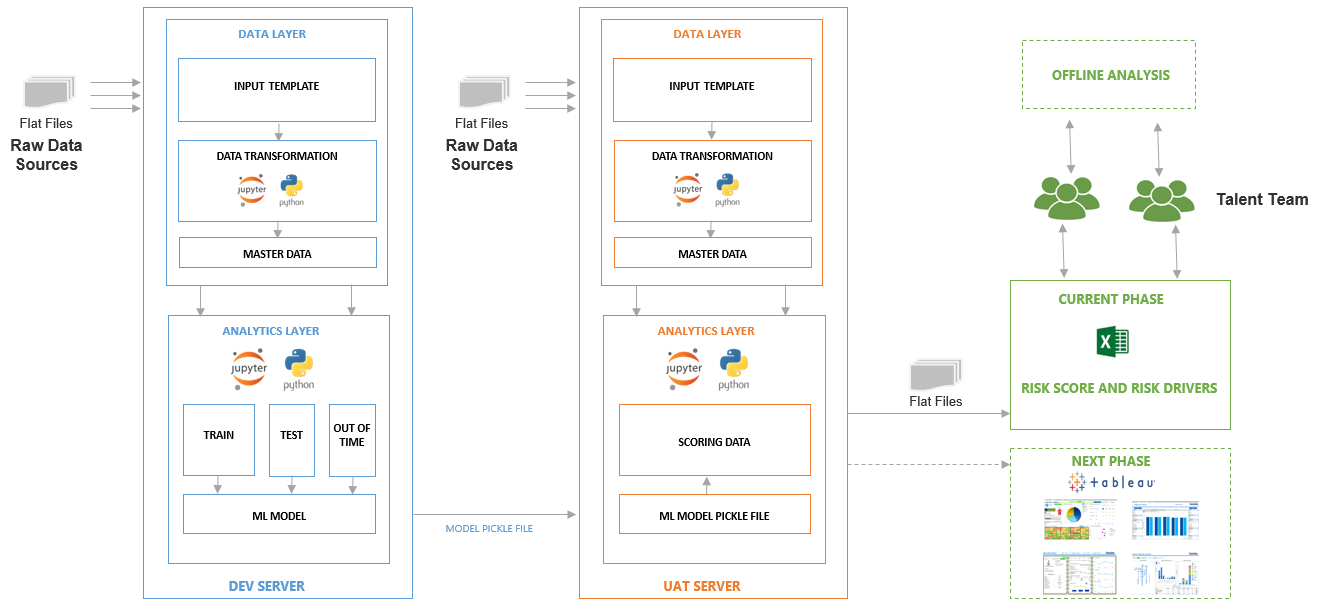 Flat Files
Raw Data
Sources
DATA LAYER
INPUT TEMPLATE
DATA TRANSFORMATION
jupyter
python
MASTER DATA
ANALYTICS LAYER
jupyter
python
TRAIN
TEST
OUT OF
TIME
ML MODEL
DEV SERVER
MODEL PICKLE FILE
Flat Files
Raw Data
Sources
DATA LAYER
INPUT TEMPLATE
DATA TRANSFORMATION
jupyter
python
MASTER DATA
ANALYTICS LAYER
jupyter
python
SCORING DATA
ML MODEL PICKLE FILE
UAT SERVER
Flat Files
OFFLINE ANALYSIS
Talent Team
CURRENT PHASE
X
RISK SCORE AND RISK DRIVERS
NEXT PHASE
tableau